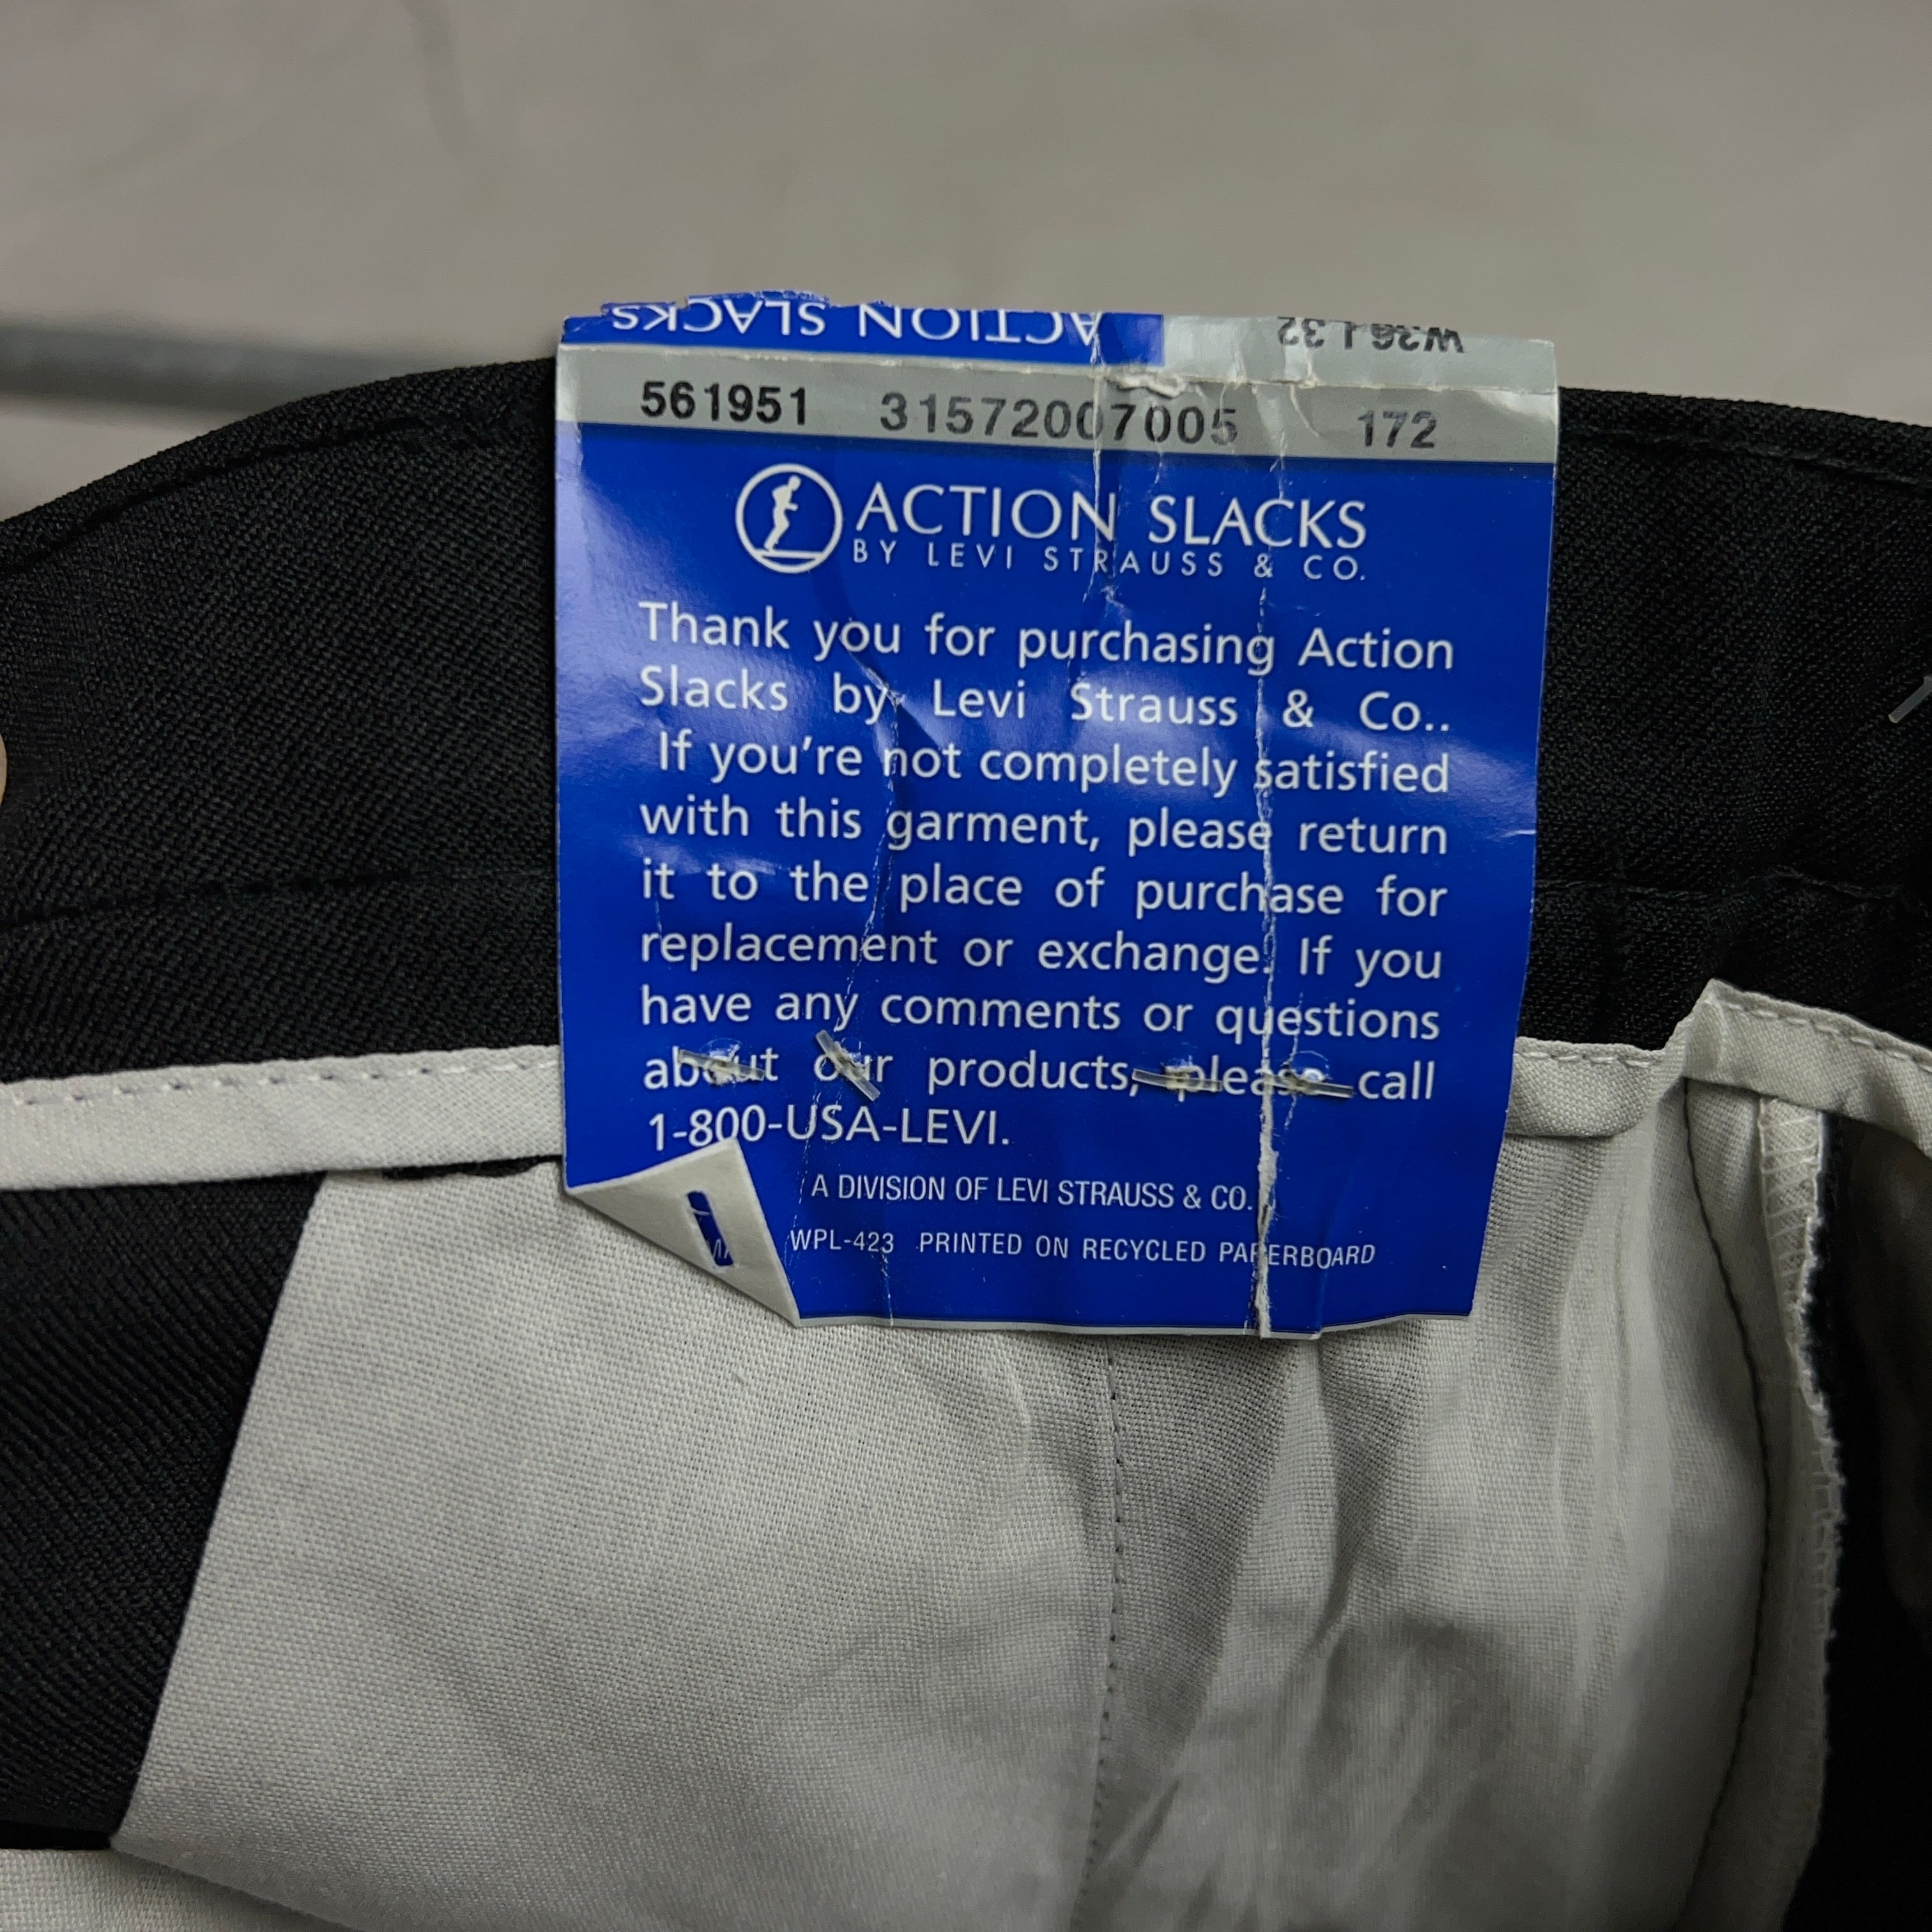 ACTION SLACKS W36 L32
561951 31572007005 172
ACTION SLACKS
BY LEVI STRAUSS & CO.
Thank you for purchasing Action
Slacks by Levi Strauss & Co..
If you're not completely satisfied
with this garment, please return
it to the place of purchase for
replacement or exchange. If you
have any comments or questions
about our products, please call
1-800-USA-LEVI.
A DIVISION OF LEVI STRAUSS & CO.
WPL-423 PRINTED ON RECYCLED PAPERBOARD